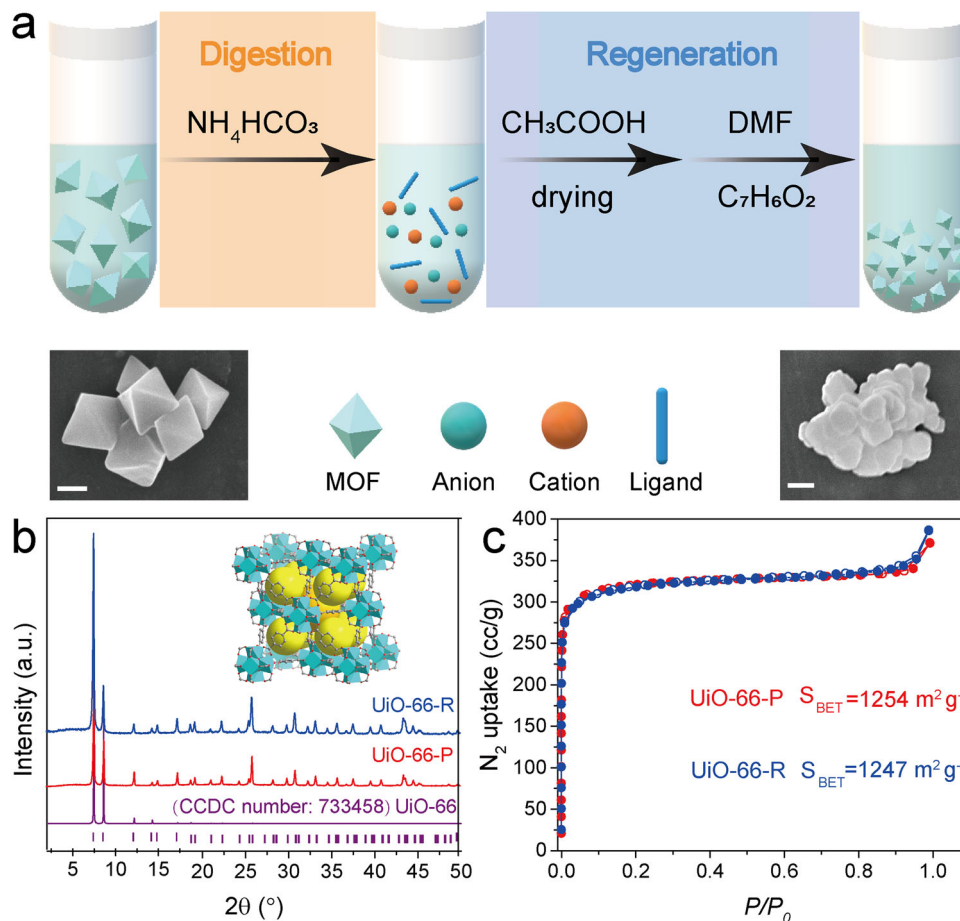 a
Digestion
Regeneration
NH₄HCO₃
CH₃COOH
DMF
drying
C₇H₆O₂
MOF
Anion
Cation
Ligand
b
Intensity (a.u.)
UiO-66-R
UiO-66-P
(CCDC number: 733458) UiO-66
5 10 15 20 25 30 35 40 45 50
2θ (°)
c
N₂ uptake (cc/g)
400
350
300
250
200
150
100
50
0
UiO-66-P S_BET=1254 m² g⁻
UiO-66-R S_BET=1247 m² g⁻
0.0 0.2 0.4 0.6 0.8 1.0
P/P₀